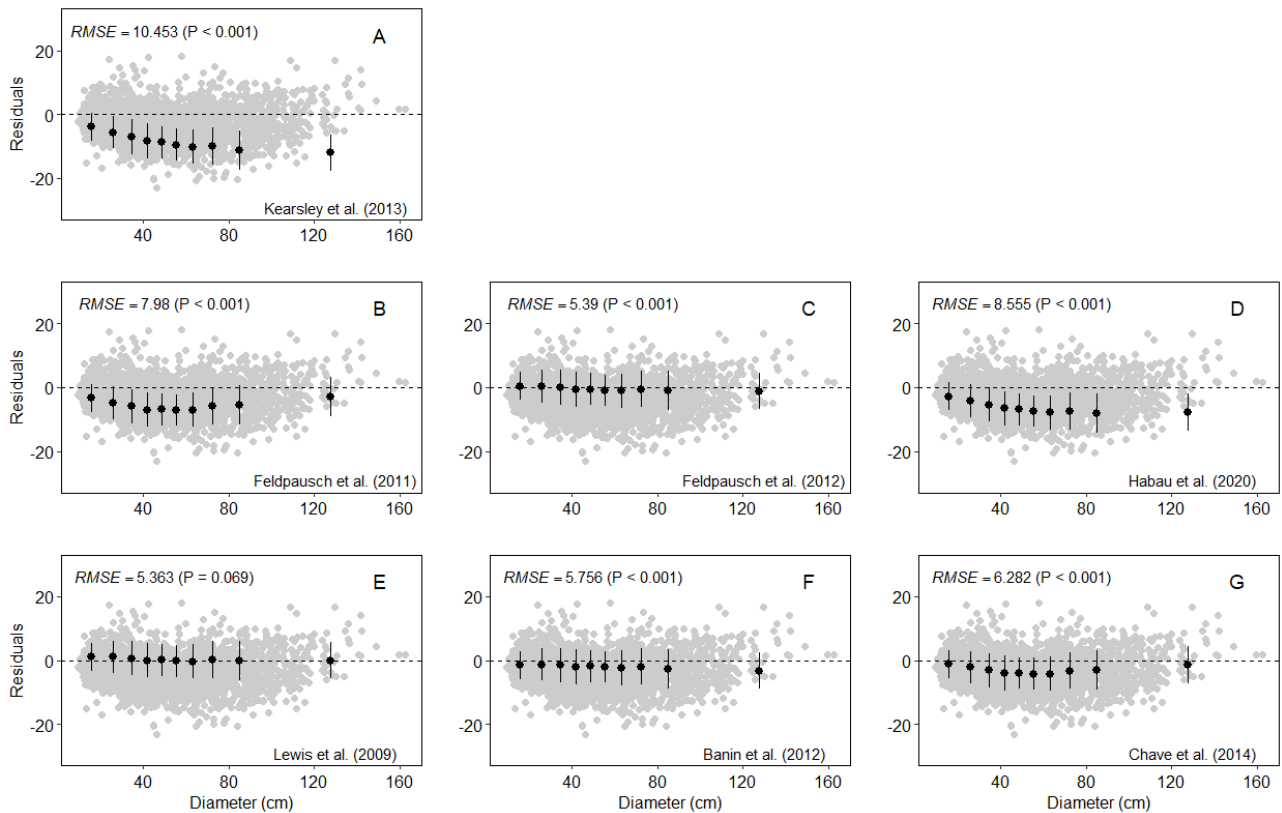 RMSE = 10.453 (P < 0.001)
A
20
0
-20
Residuals
Kearsley et al. (2013)
40
80
120
160
RMSE = 7.98 (P < 0.001)
B
20
0
-20
Residuals
Feldpausch et al. (2011)
40
80
120
160
RMSE = 5.39 (P < 0.001)
C
20
0
-20
Feldpausch et al. (2012)
40
80
120
160
RMSE = 8.555 (P < 0.001)
D
20
0
-20
Habau et al. (2020)
40
80
120
160
RMSE = 5.363 (P = 0.069)
E
20
0
-20
Residuals
Lewis et al. (2009)
40
80
120
160
Diameter (cm)
RMSE = 5.756 (P < 0.001)
F
20
0
-20
Banin et al. (2012)
40
80
120
160
Diameter (cm)
RMSE = 6.282 (P < 0.001)
G
20
0
-20
Chave et al. (2014)
40
80
120
160
Diameter (cm)